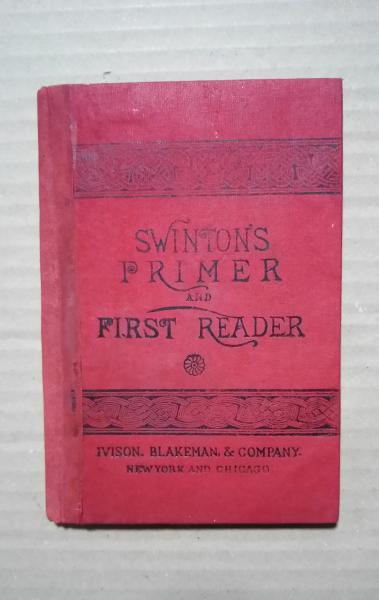 SWINTON'S
PRIMER
AND
FIRST READER
IVISON, BLAKEMAN, & COMPANY.
NEW YORK AND CHICAGO